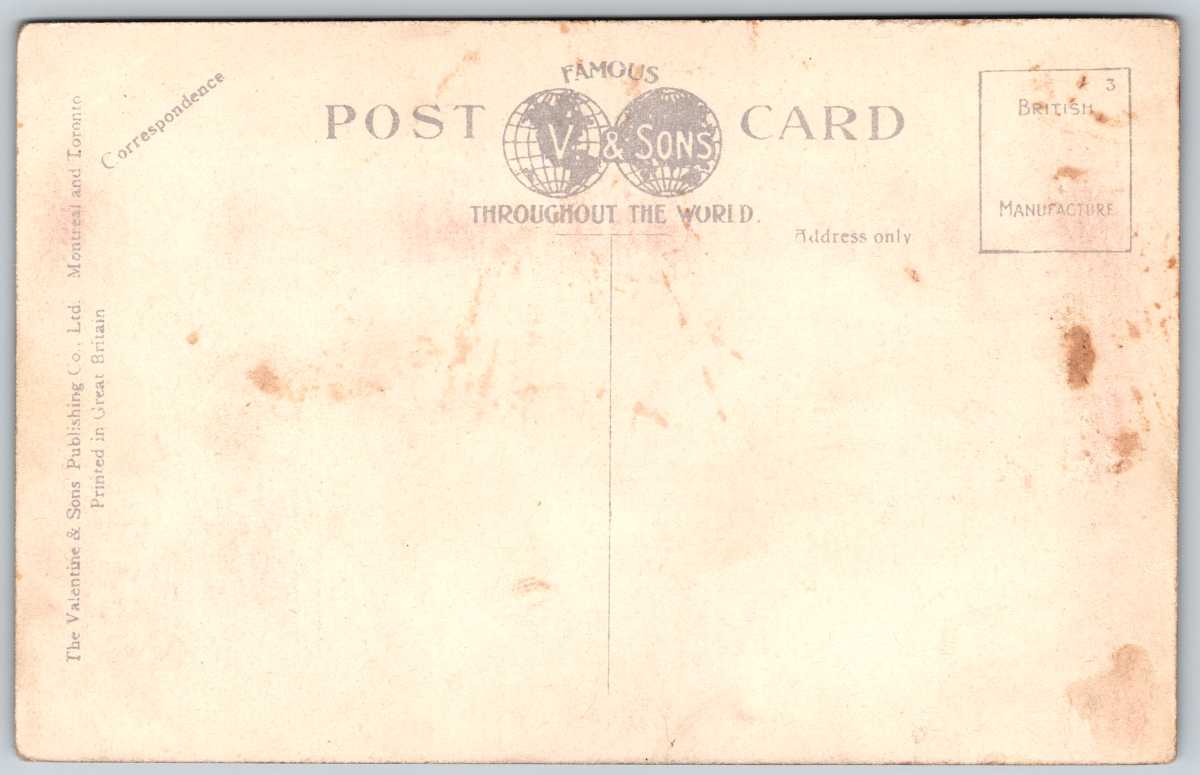 FAMOUS
POST CARD
V. & SONS
THROUGHOUT THE WORLD.
Correspondence
Address only
3
BRITISH
MANUFACTURE
The Valentine & Sons Publishing Co., Ltd. Montreal and Toronto
Printed in Great Britain